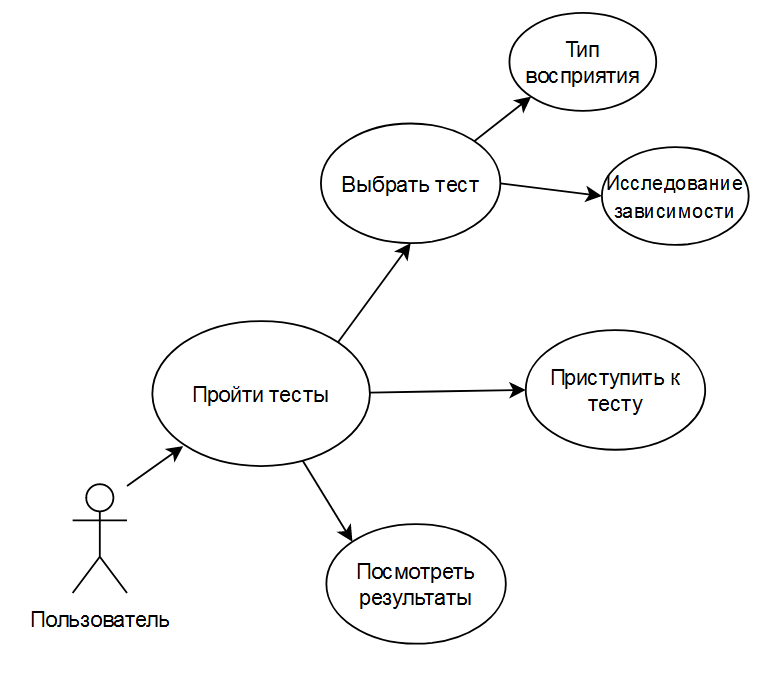 Тип
восприятия
Выбрать тест
Исследование
зависимости
Пройти тесты
Приступить к
тесту
Посмотреть
результаты
Пользователь